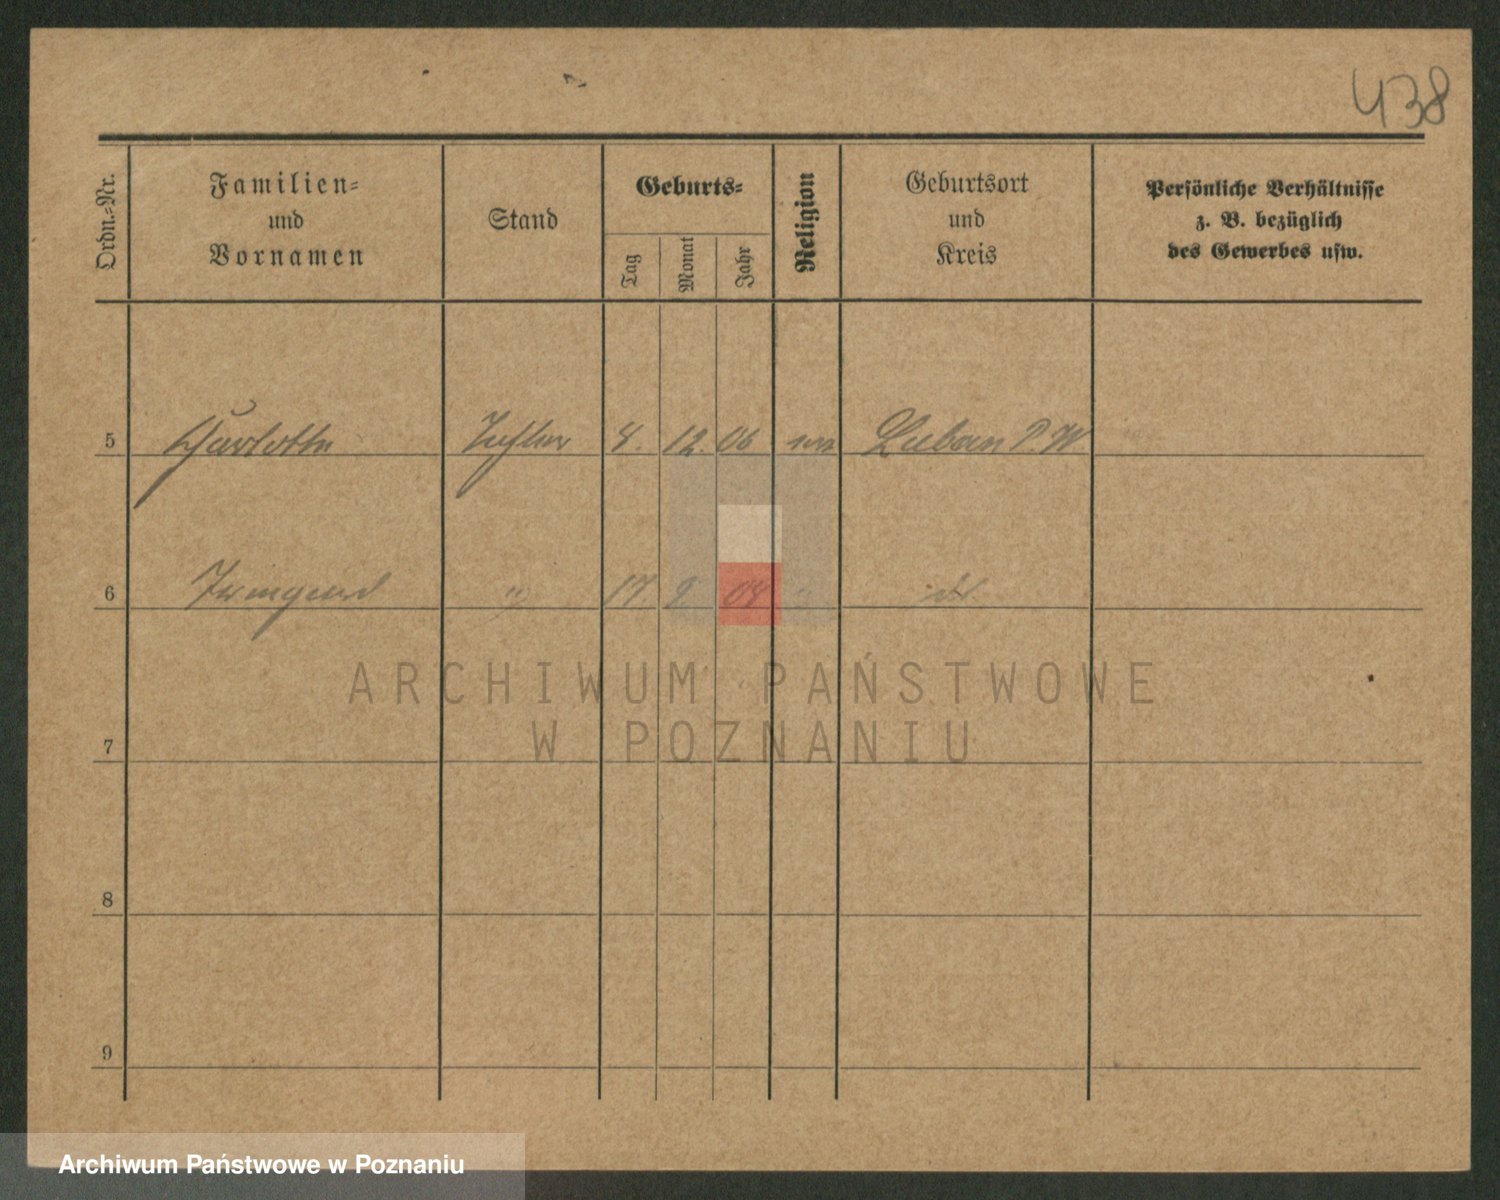 438
Ordn.-Nr.
Familien-
und
Vornamen
Stand
Geburts-
Tag
Monat
Jahr
Religion
Geburtsort
und
Kreis
Persönliche Verhältnisse
z. B. bezüglich
des Gewerbes usw.
5 Charlotte Tochter 4. 12. 06 Luban P. W.
6 Irmgard " 17. 9. 08 " do
ARCHIWUM PAŃSTWOWE
W POZNANIU
7
8
9
Archiwum Państwowe w Poznaniu